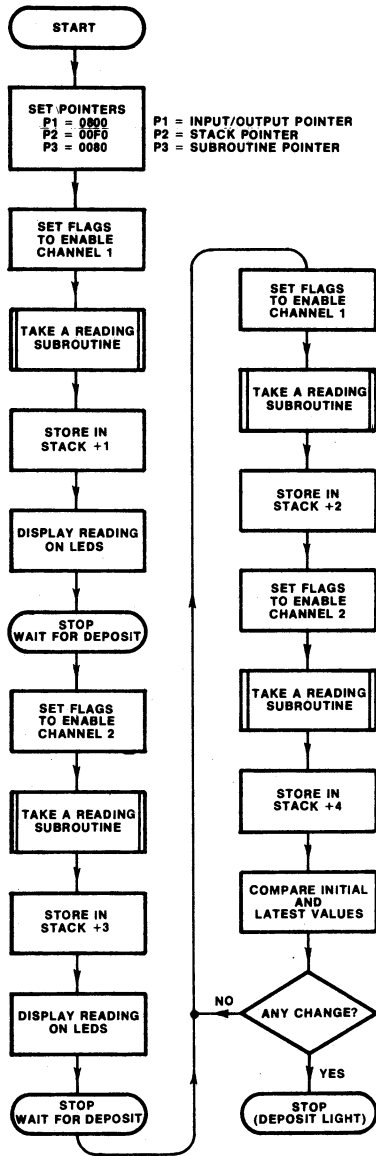 START
SET POINTERS
P1 = 0800
P2 = 00F0
P3 = 0080
P1 = INPUT/OUTPUT POINTER
P2 = STACK POINTER
P3 = SUBROUTINE POINTER
SET FLAGS
TO ENABLE
CHANNEL 1
TAKE A READING
SUBROUTINE
STORE IN
STACK +1
DISPLAY READING
ON LEDS
STOP
WAIT FOR DEPOSIT
SET FLAGS
TO ENABLE
CHANNEL 2
TAKE A READING
SUBROUTINE
STORE IN
STACK +3
DISPLAY READING
ON LEDS
STOP
WAIT FOR DEPOSIT
SET FLAGS
TO ENABLE
CHANNEL 1
TAKE A READING
SUBROUTINE
STORE IN
STACK +2
SET FLAGS
TO ENABLE
CHANNEL 2
TAKE A READING
SUBROUTINE
STORE IN
STACK +4
COMPARE INITIAL
AND
LATEST VALUES
NO
ANY CHANGE?
YES
STOP
(DEPOSIT LIGHT)